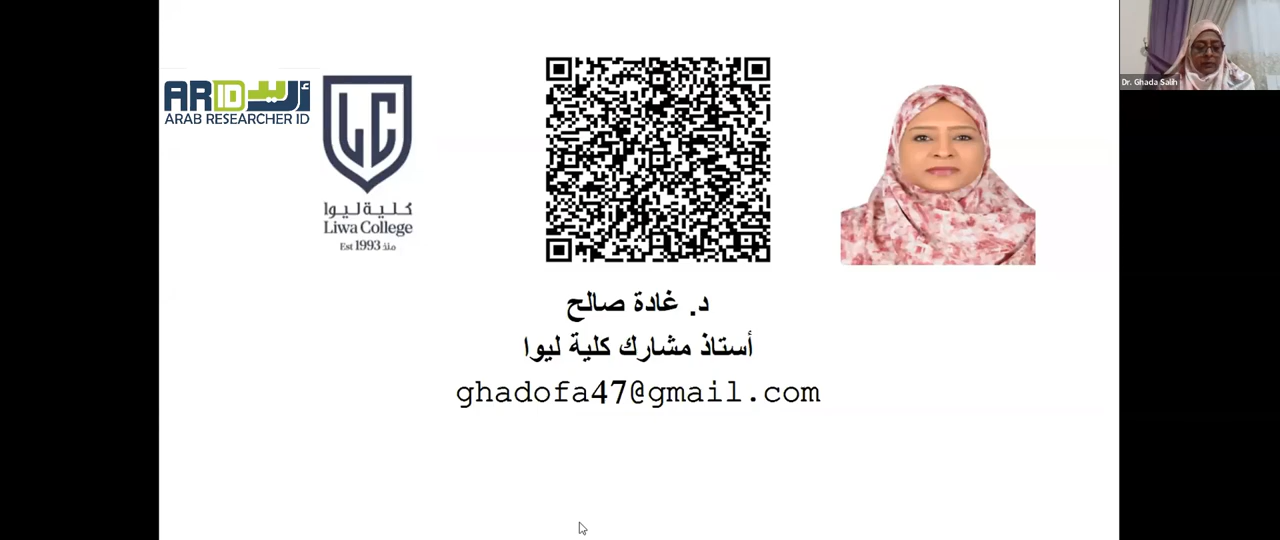 ARID أريد
ARAB RESEARCHER ID
LC
كلية ليوا
Liwa College
Est 1993 منذ
Dr. Ghada Salih
د. غادة صالح
أستاذ مشارك كلية ليوا
ghadofa47@gmail.com